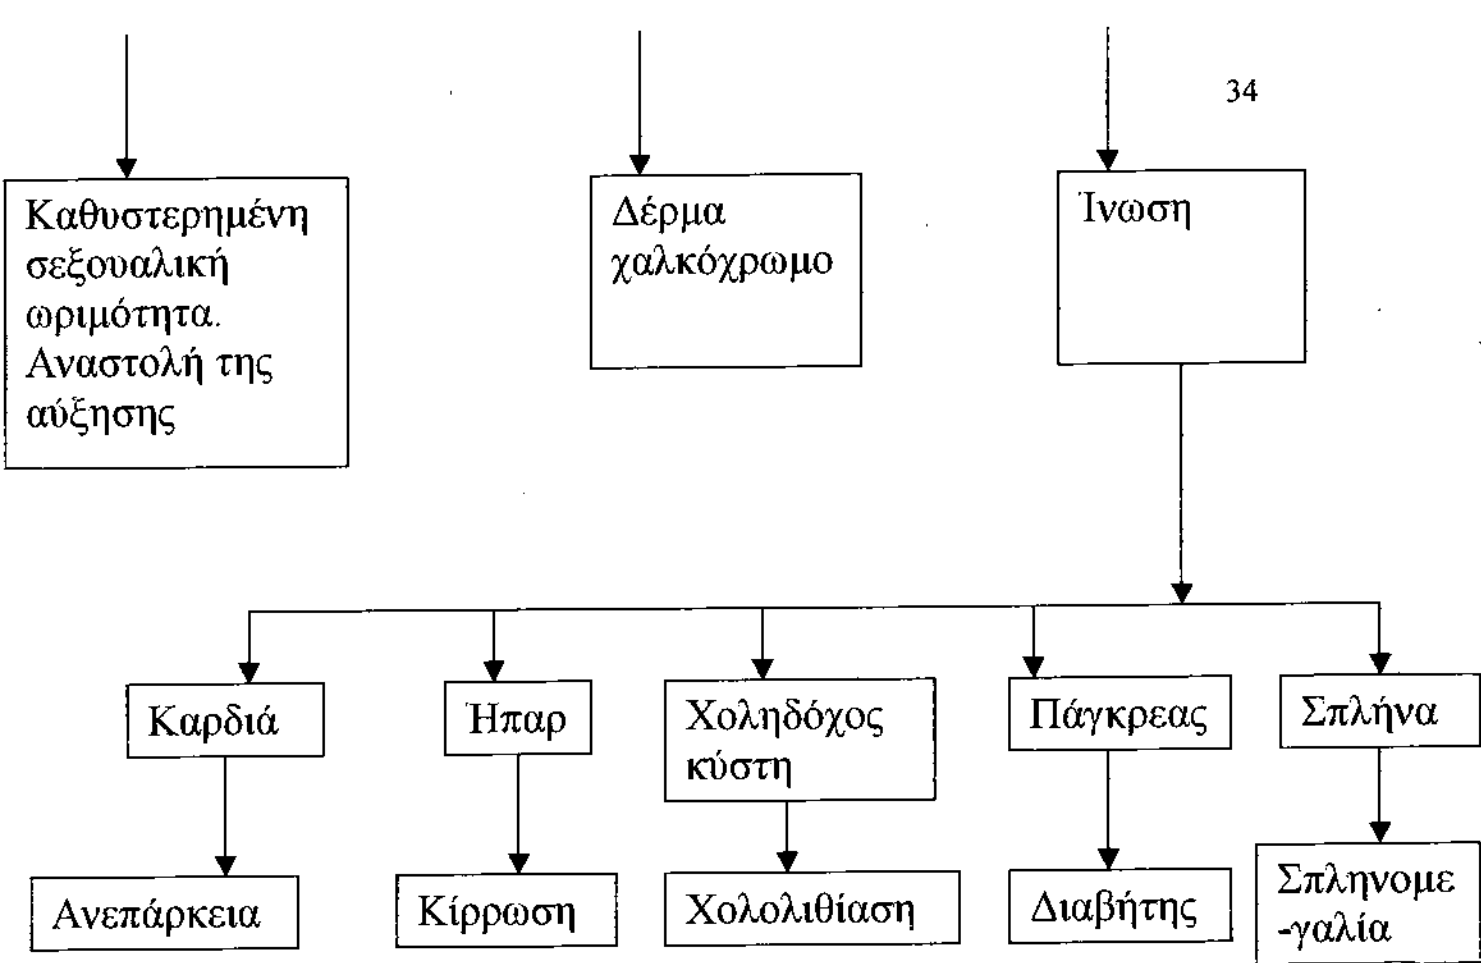 34
Καθυστερημένη
σεξουαλική
ωριμότητα.
Αναστολή της
αύξησης
Δέρμα
χαλκόχρωμο
Ίνωση
Καρδιά
Ήπαρ
Χοληδόχος
κύστη
Πάγκρεας
Σπλήνα
Ανεπάρκεια
Κίρρωση
Χολολιθίαση
Διαβήτης
Σπληνομε
-γαλία